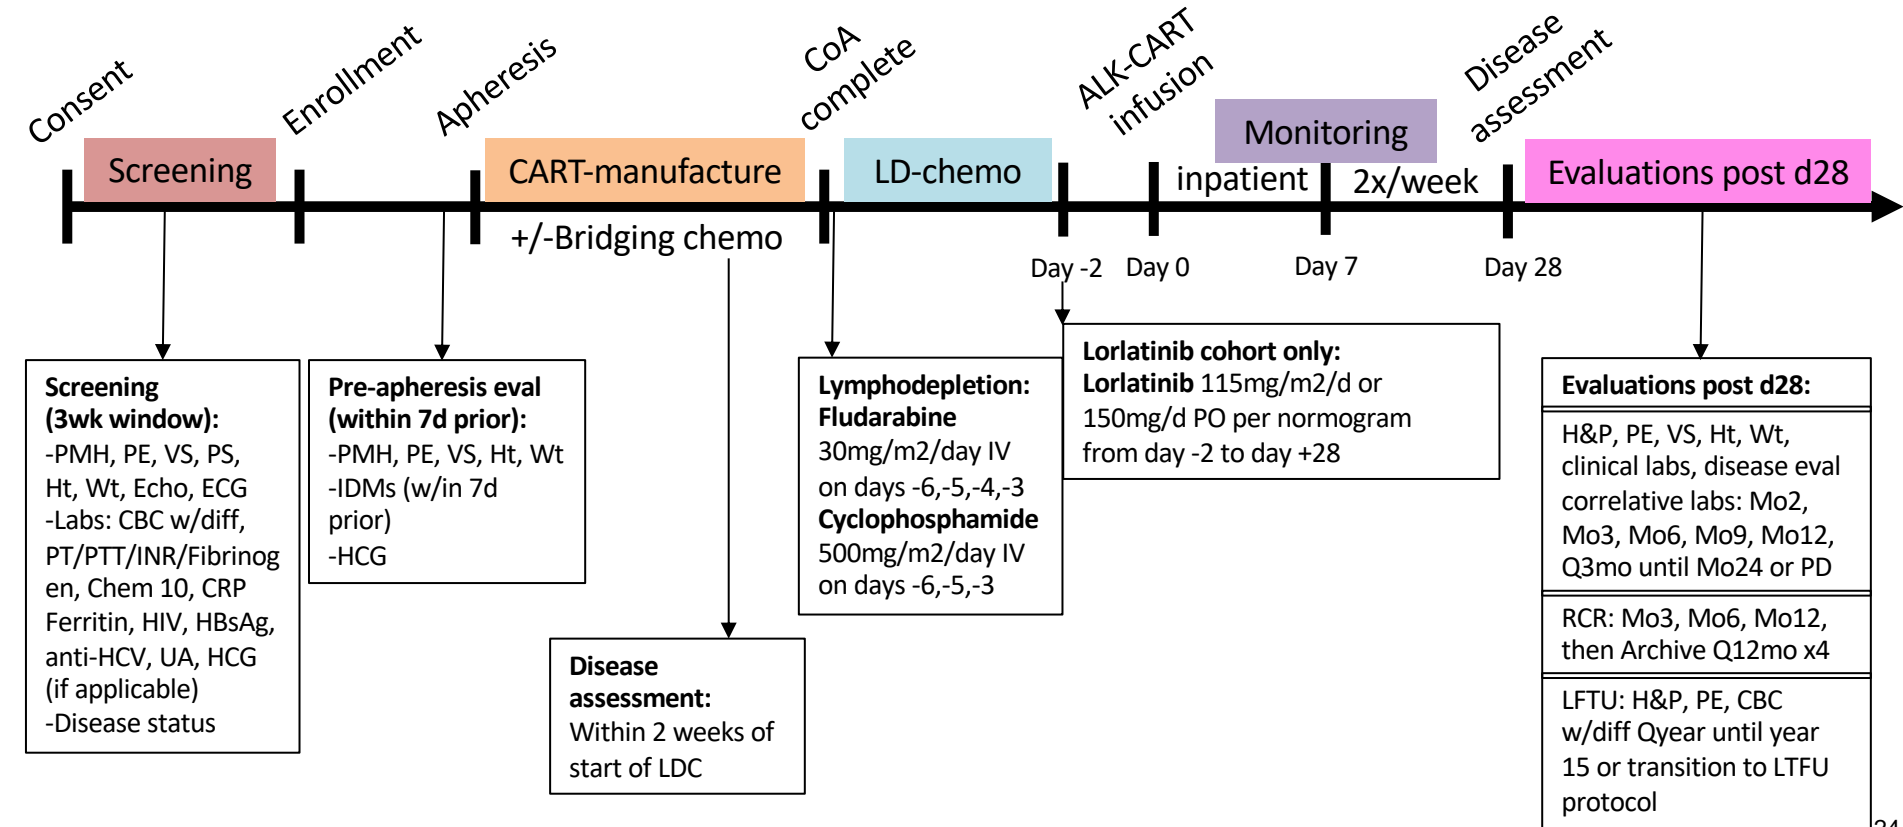 Consent
Enrollment
Apheresis
CoA
complete
ALK-CART
infusion
Disease
assessment
Screening
CART-manufacture
LD-chemo
Monitoring
Evaluations post d28
inpatient
2x/week
+/-Bridging chemo
Day -2
Day 0
Day 7
Day 28
Screening
(3wk window):
-PMH, PE, VS, PS,
Ht, Wt, Echo, ECG
-Labs: CBC w/diff,
PT/PTT/INR/Fibrinog
en, Chem 10, CRP
Ferritin, HIV, HBsAg,
anti-HCV, UA, HCG
(if applicable)
-Disease status
Pre-apheresis eval
(within 7d prior):
-PMH, PE, VS, Ht, Wt
-IDMs (w/in 7d
prior)
-HCG
Disease
assessment:
Within 2 weeks of
start of LDC
Lymphodepletion:
Fludarabine
30mg/m2/day IV
on days -6,-5,-4,-3
Cyclophosphamide
500mg/m2/day IV
on days -6,-5,-3
Lorlatinib cohort only:
Lorlatinib 115mg/m2/d or
150mg/d PO per normogram
from day -2 to day +28
Evaluations post d28:
H&P, PE, VS, Ht, Wt,
clinical labs, disease eval
correlative labs: Mo2,
Mo3, Mo6, Mo9, Mo12,
Q3mo until Mo24 or PD
RCR: Mo3, Mo6, Mo12,
then Archive Q12mo x4
LFTU: H&P, PE, CBC
w/diff Qyear until year
15 or transition to LTFU
protocol